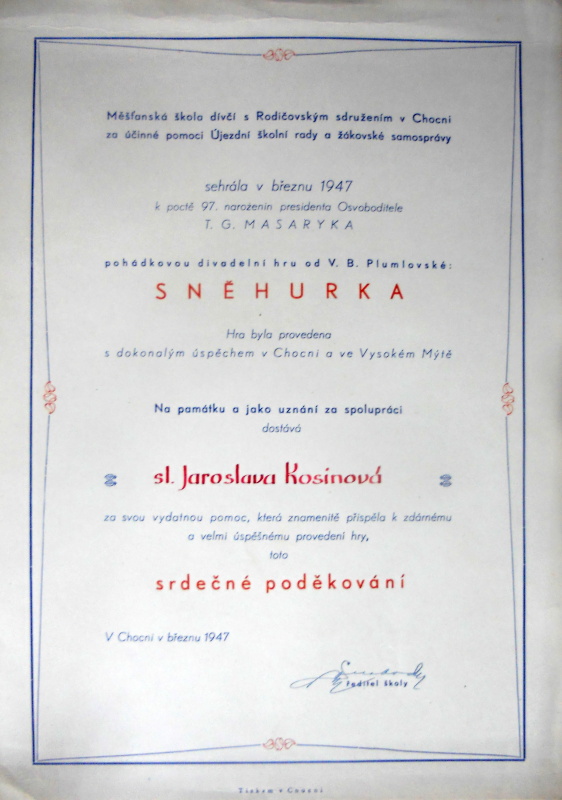 Měšťanská škola dívčí s Rodičovským sdružením v Chocni
za účinné pomoci Újezdní školní rady a žákovské samosprávy
sehrála v březnu 1947
k poctě 97. narozenin presidenta Osvoboditele
T. G. MASARYKA
pohádkovou divadelní hru od V. B. Plumlovské:
SNĚHURKA
Hra byla provedena
s dokonalým úspěchem v Chocni a ve Vysokém Mýtě
Na památku a jako uznání za spolupráci
dostává
sl. Jaroslava Kosinová
za svou vydatnou pomoc, která znamenitě přispěla k zdárnému
a velmi úspěšnému provedení hry,
toto
srdečné poděkování
V Chocni v březnu 1947
ředitel školy